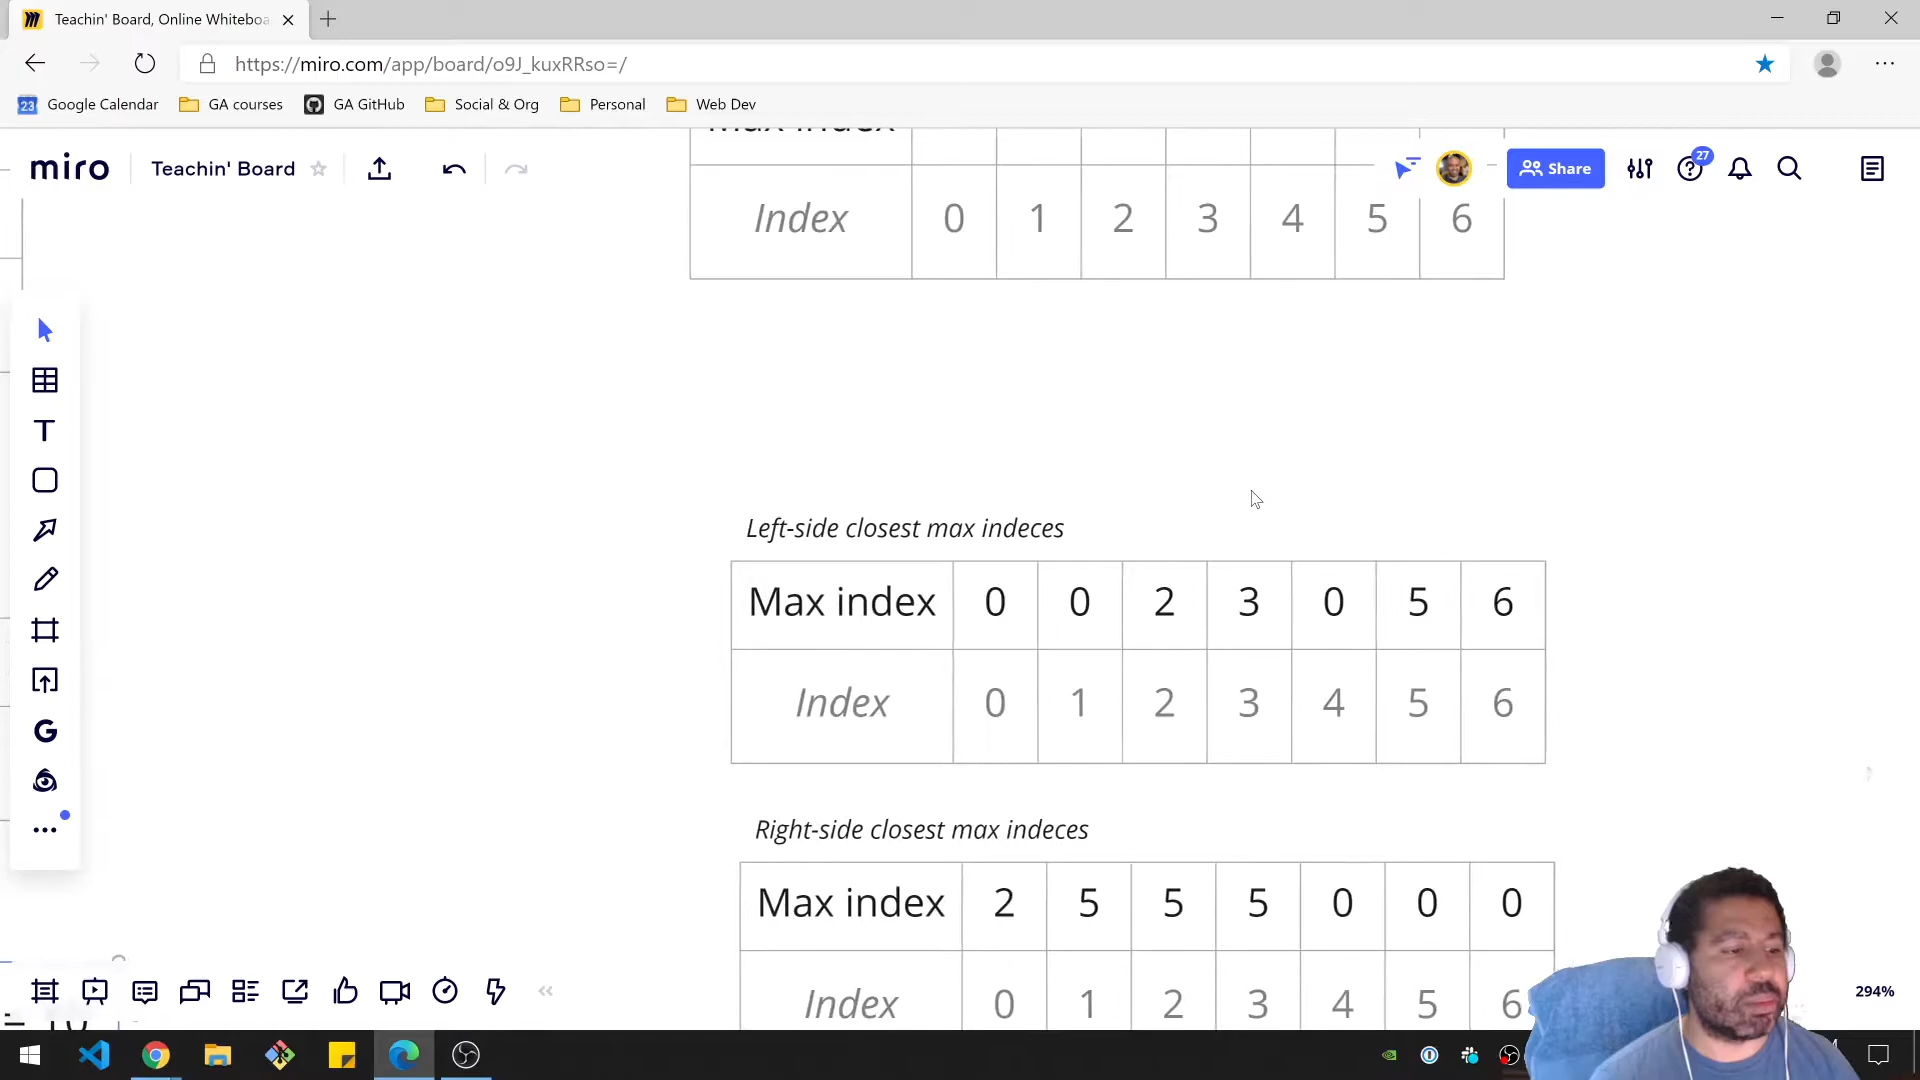 Teachin' Board, Online Whiteboa
https://miro.com/app/board/o9J_kuxRRso=/
23 Google Calendar GA courses GA GitHub Social & Org Personal Web Dev
Max index
miro Teachin' Board Share 27
Index 0 1 2 3 4 5 6
T
Left-side closest max indeces
Max index 0 0 2 3 0 5 6
Index 0 1 2 3 4 5 6
G
Right-side closest max indeces
Max index 2 5 5 5 0 0 0
Index 0 1 2 3 4 5 6
294%